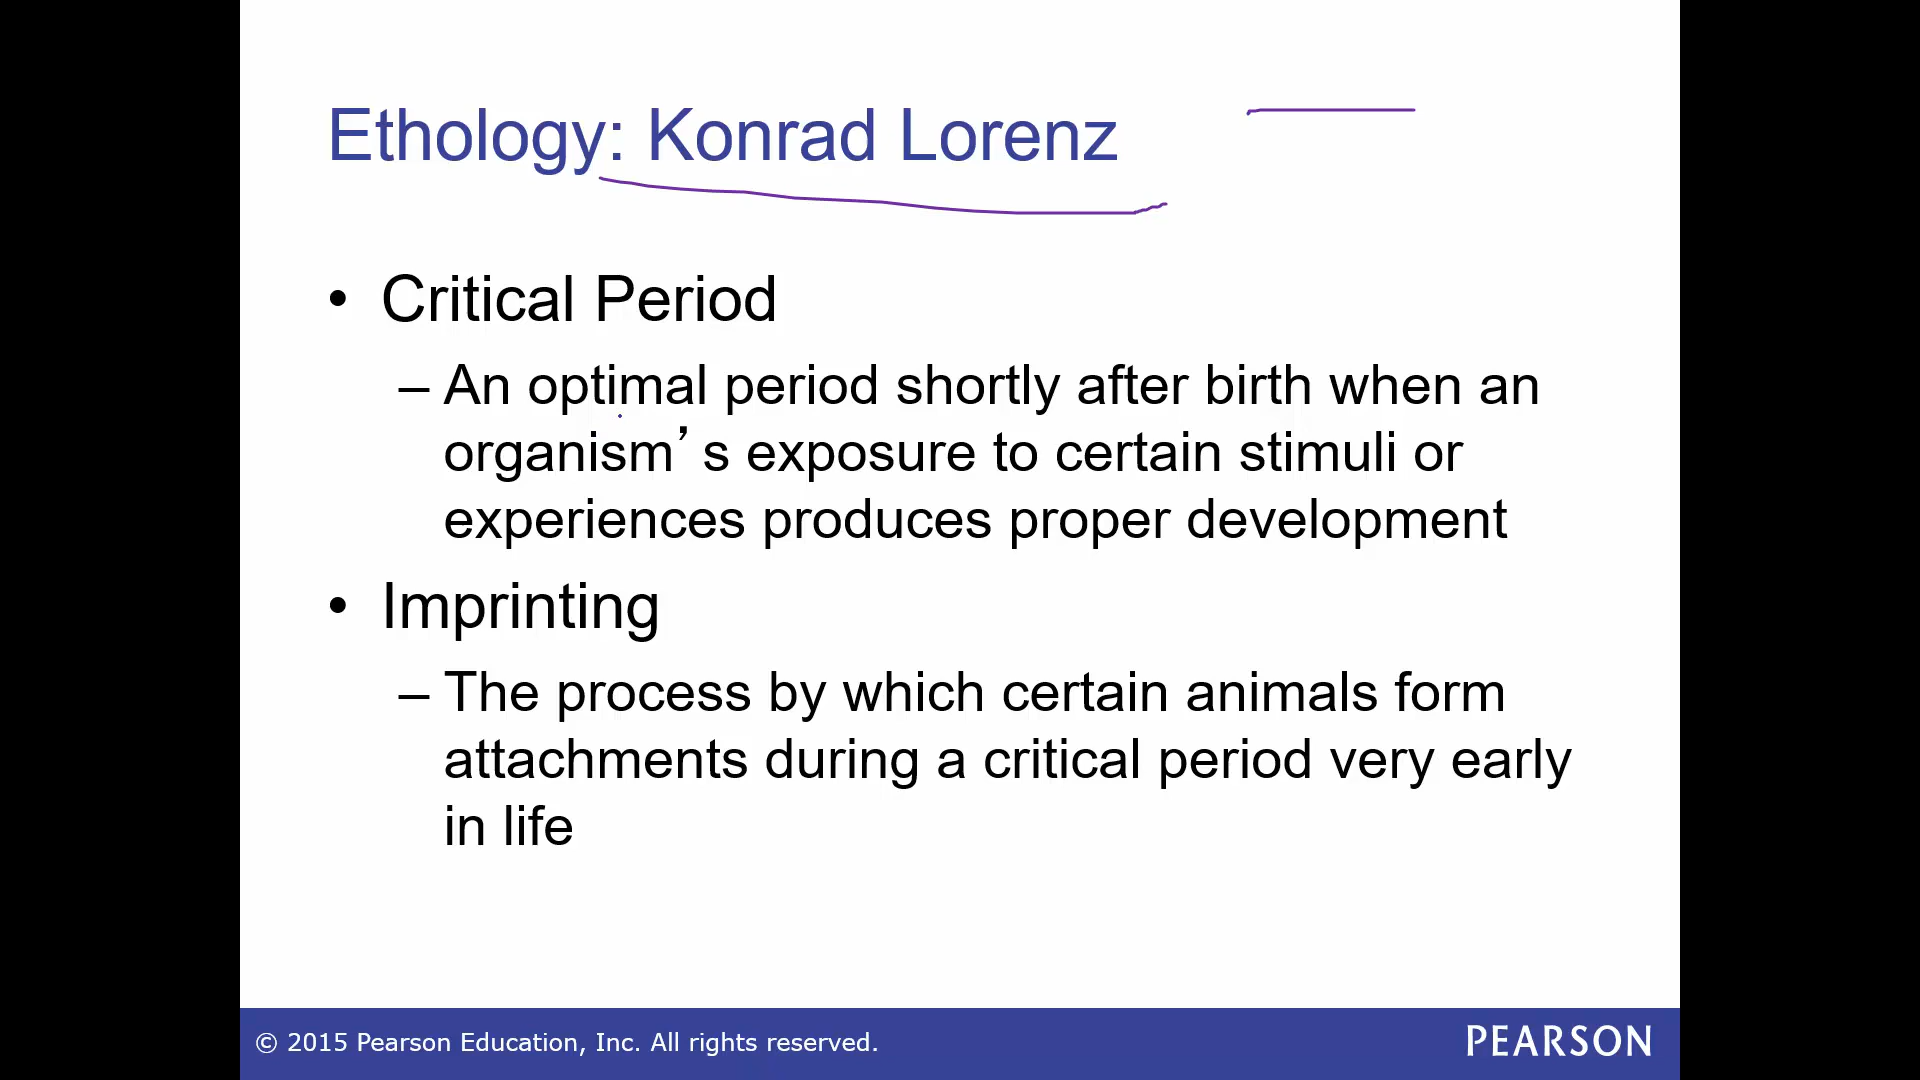 Ethology: Konrad Lorenz
• Critical Period
– An optimal period shortly after birth when an
organism’s exposure to certain stimuli or
experiences produces proper development
• Imprinting
– The process by which certain animals form
attachments during a critical period very early
in life
© 2015 Pearson Education, Inc. All rights reserved.
PEARSON